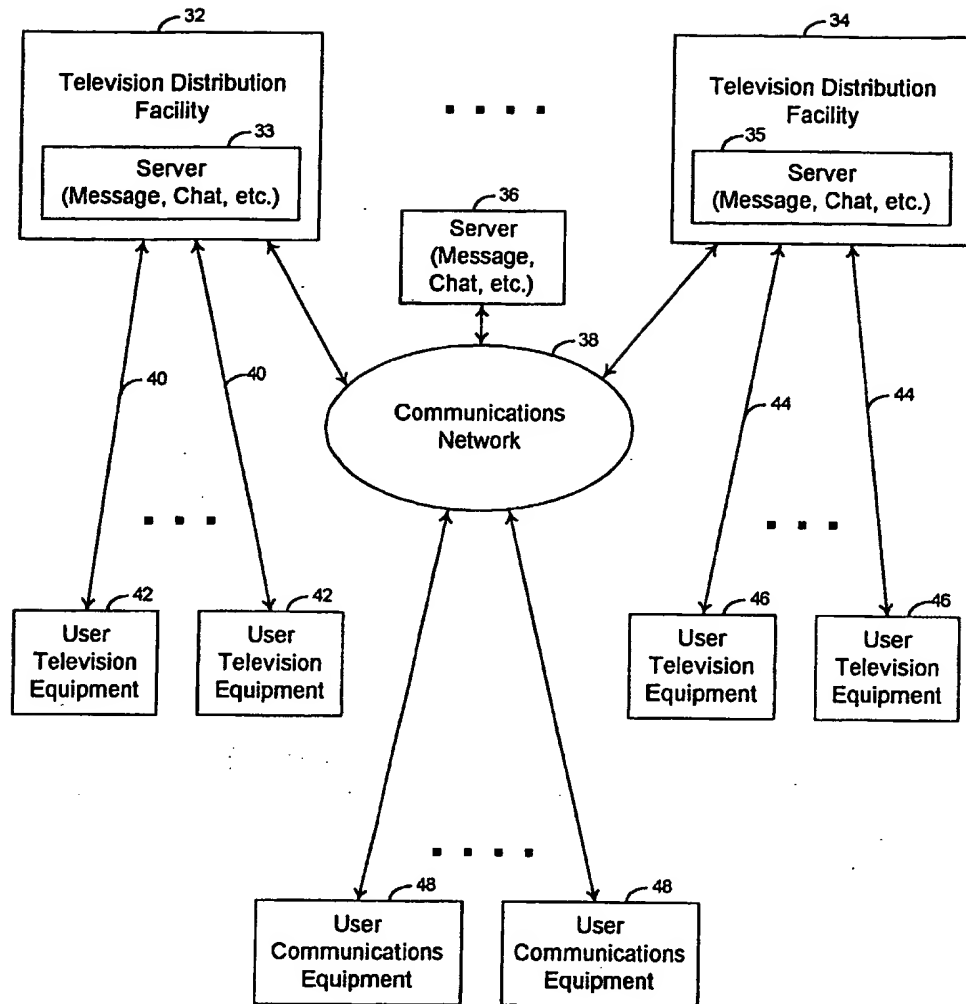 32
34
Television Distribution
Facility
33
Server
(Message, Chat, etc.)
Television Distribution
Facility
35
Server
(Message, Chat, etc.)
36
Server
(Message,
Chat, etc.)
38
Communications
Network
40
40
44
44
42
User
Television
Equipment
42
User
Television
Equipment
46
User
Television
Equipment
46
User
Television
Equipment
48
User
Communications
Equipment
48
User
Communications
Equipment